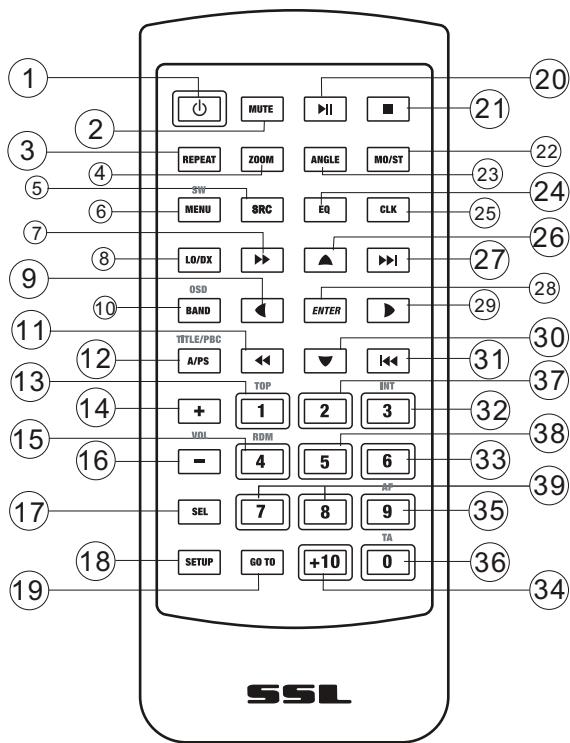 1 20
MUTE
2 21
3 REPEAT ZOOM ANGLE MO/ST 22
4 23
5 SW 24
6 MENU SRC EQ CLK 25
7 26
8 LO/DX 27
9 OSD 28
10 BAND ENTER 29
11 TITLE/PBC 30
12 A/PS 31
13 TOP INT 37
14 + 1 2 3 32
15 VOL RDM 38
16 - 4 5 6 33
AF 39
17 SEL 7 8 9 35
TA
18 SETUP GO TO +10 0 36
19 34
SSL